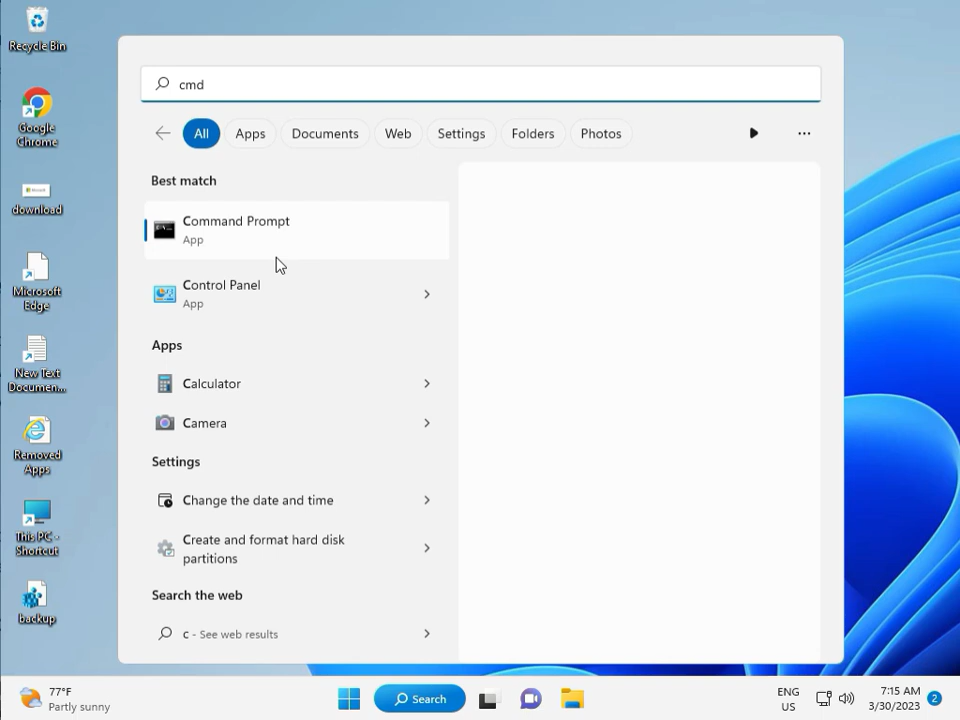 Recycle Bin
Google
Chrome
download
Microsoft
Edge
New Text
Documen...
Removed
Apps
This PC -
Shortcut
backup
cmd
All
Apps
Documents
Web
Settings
Folders
Photos
Best match
Command Prompt
App
Control Panel
App
Apps
Calculator
Camera
Settings
Change the date and time
Create and format hard disk
partitions
Search the web
c - See web results
77°F
Partly sunny
Search
ENG
US
7:15 AM
3/30/2023
2